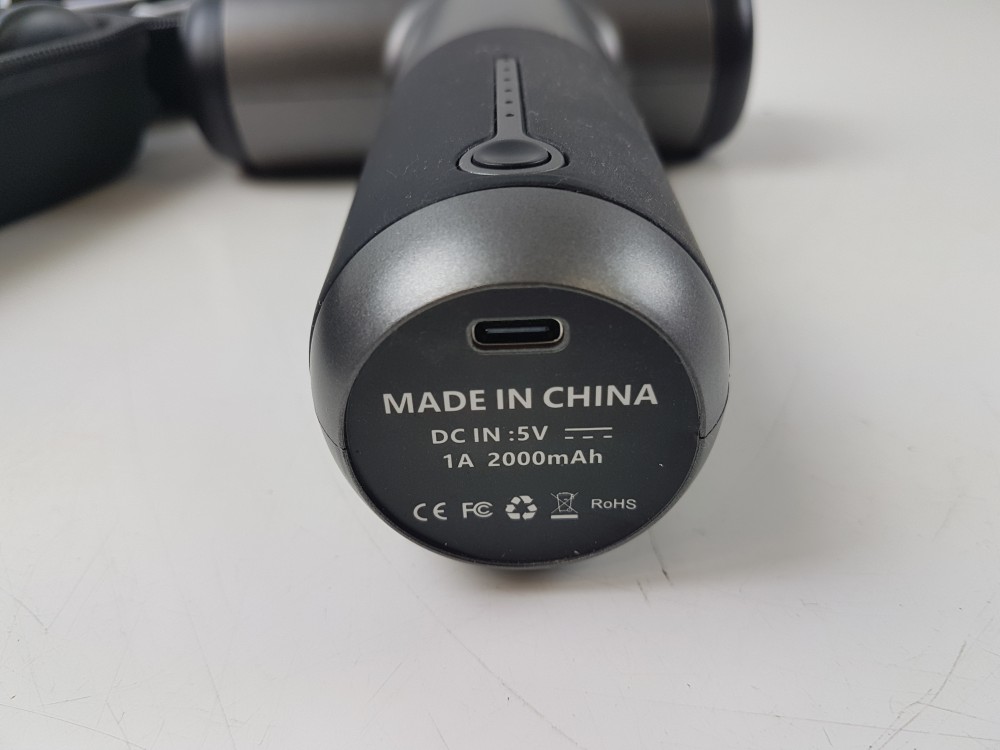 MADE IN CHINA
DC IN :5V
1A 2000mAh
CE FC RoHS